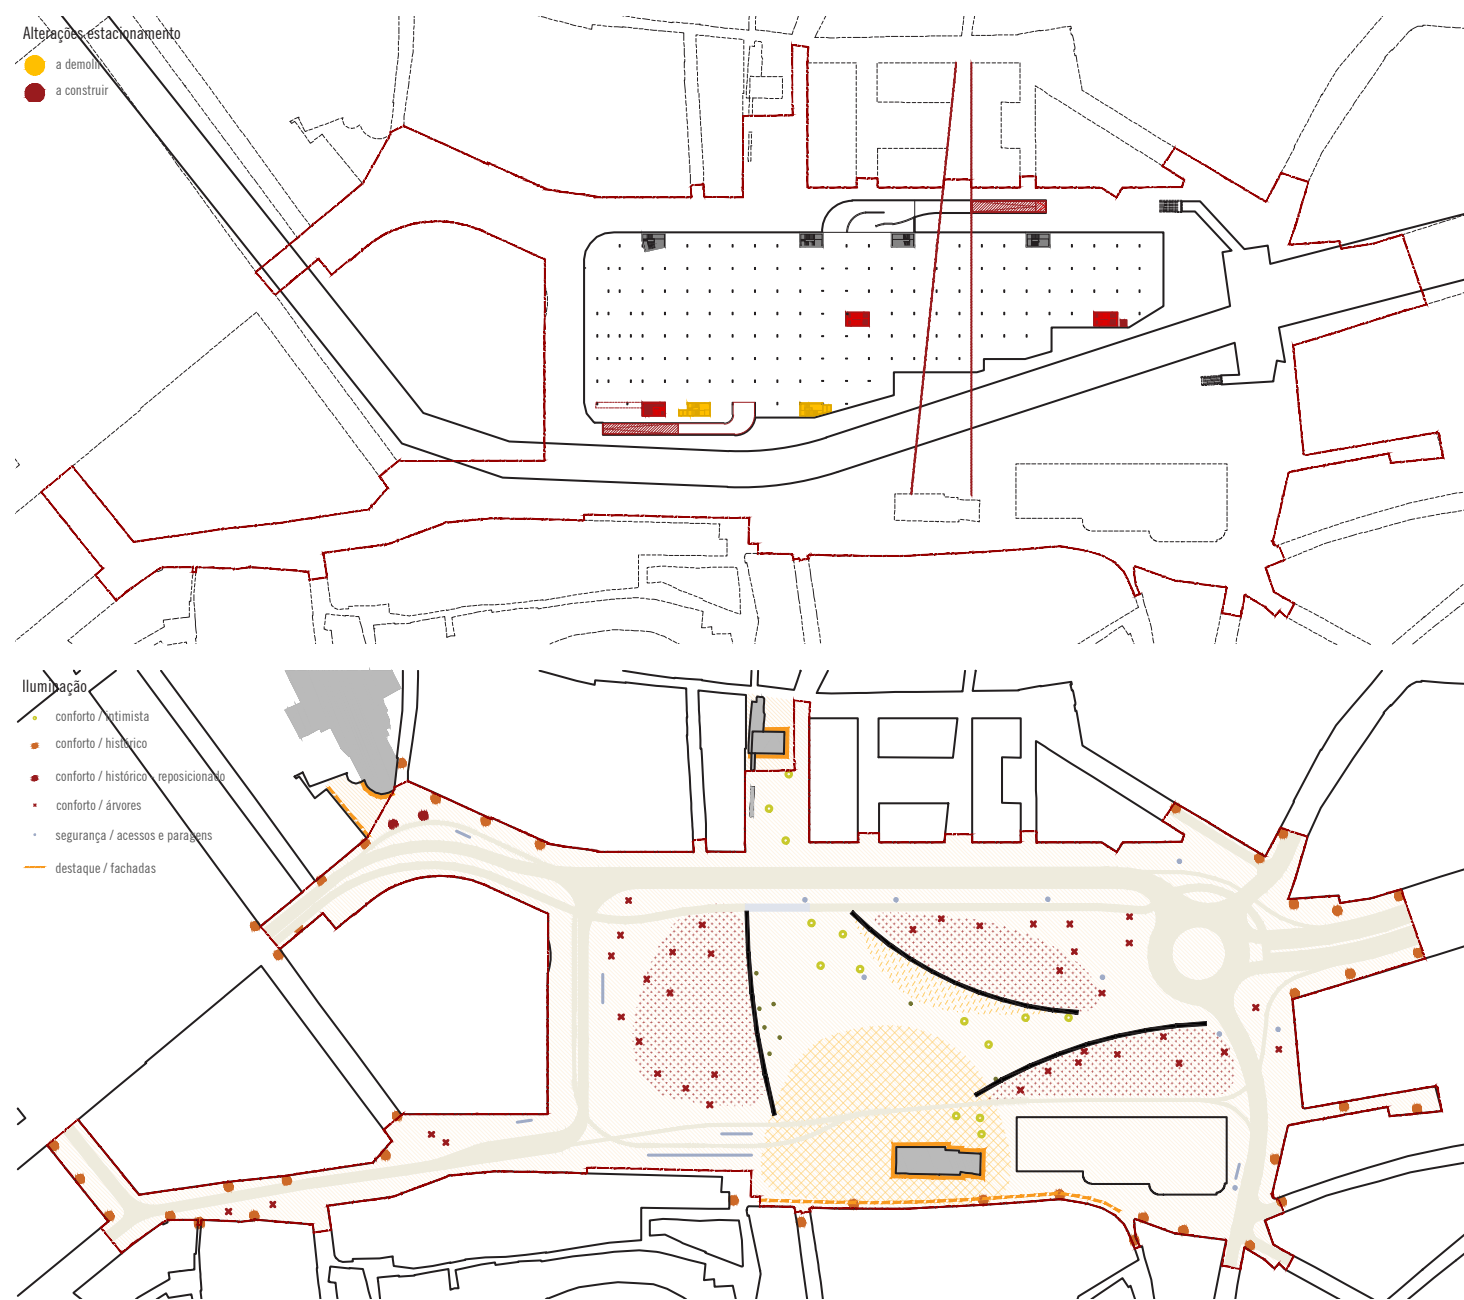 Alterações estacionamento
a demolir
a construir
Iluminação
conforto / intimista
conforto / histórico
conforto / histórico - reposicionado
conforto / árvores
segurança / acessos e paragens
destaque / fachadas